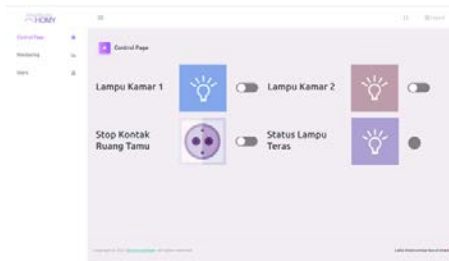 HOMY
Control Page
Monitoring
Users
Control Page
Lampu Kamar 1
Lampu Kamar 2
Stop Kontak
Ruang Tamu
Status Lampu
Teras